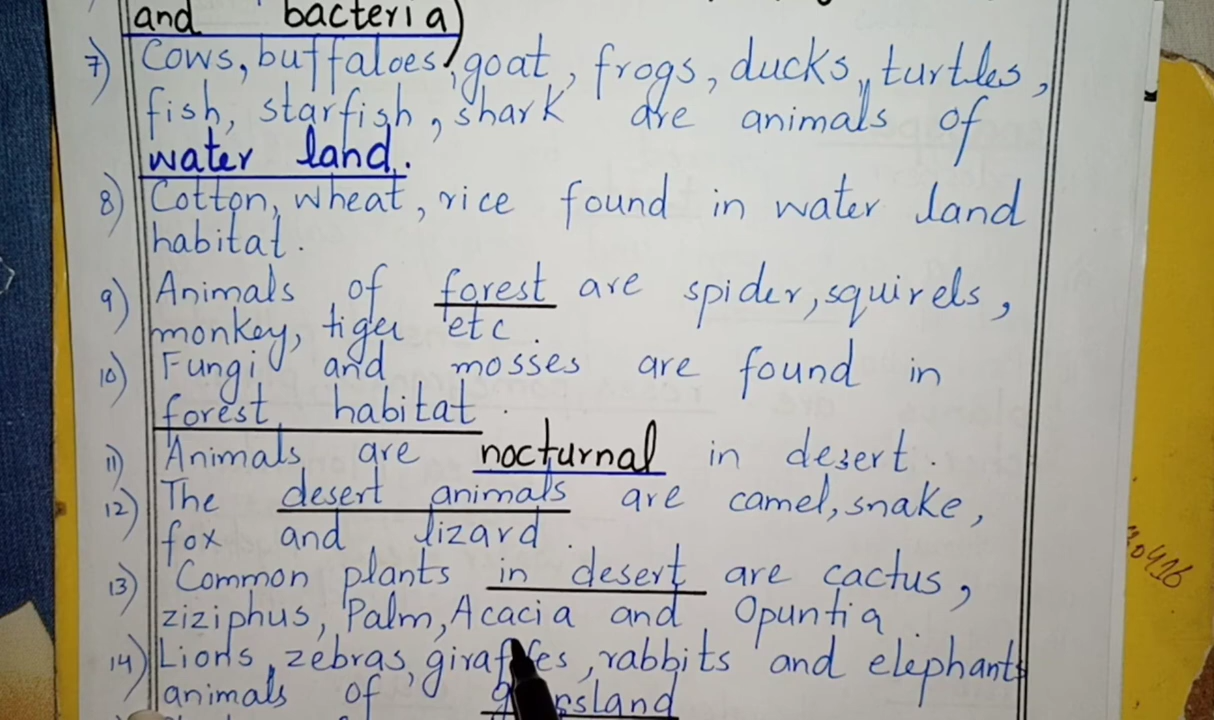 and bacteria)
7) Cows, buffaloes, goat, frogs, ducks, turtles,
fish, starfish, shark are animals of
water land.
8) Cotton, wheat, rice found in water land
habitat.
9) Animals of forest are spider, squirels,
monkey, tiger etc.
10) Fungi and mosses are found in
forest habitat.
11) Animals are nocturnal in desert.
12) The desert animals are camel, snake,
fox and lizard.
13) Common plants in desert are cactus,
ziziphus, Palm, Acacia and Opuntia
14) Lions, zebras, giraffes, rabbits and elephants
animals of